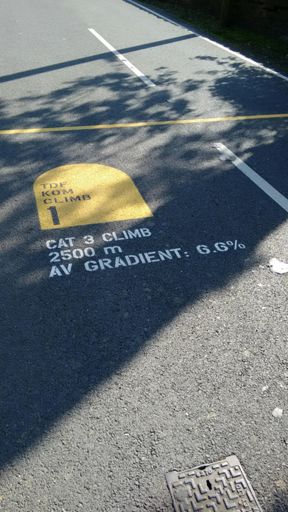 TDF
KOM
CLIMB
1
CAT 3 CLIMB
2500 m
AV GRADIENT: 6.6%